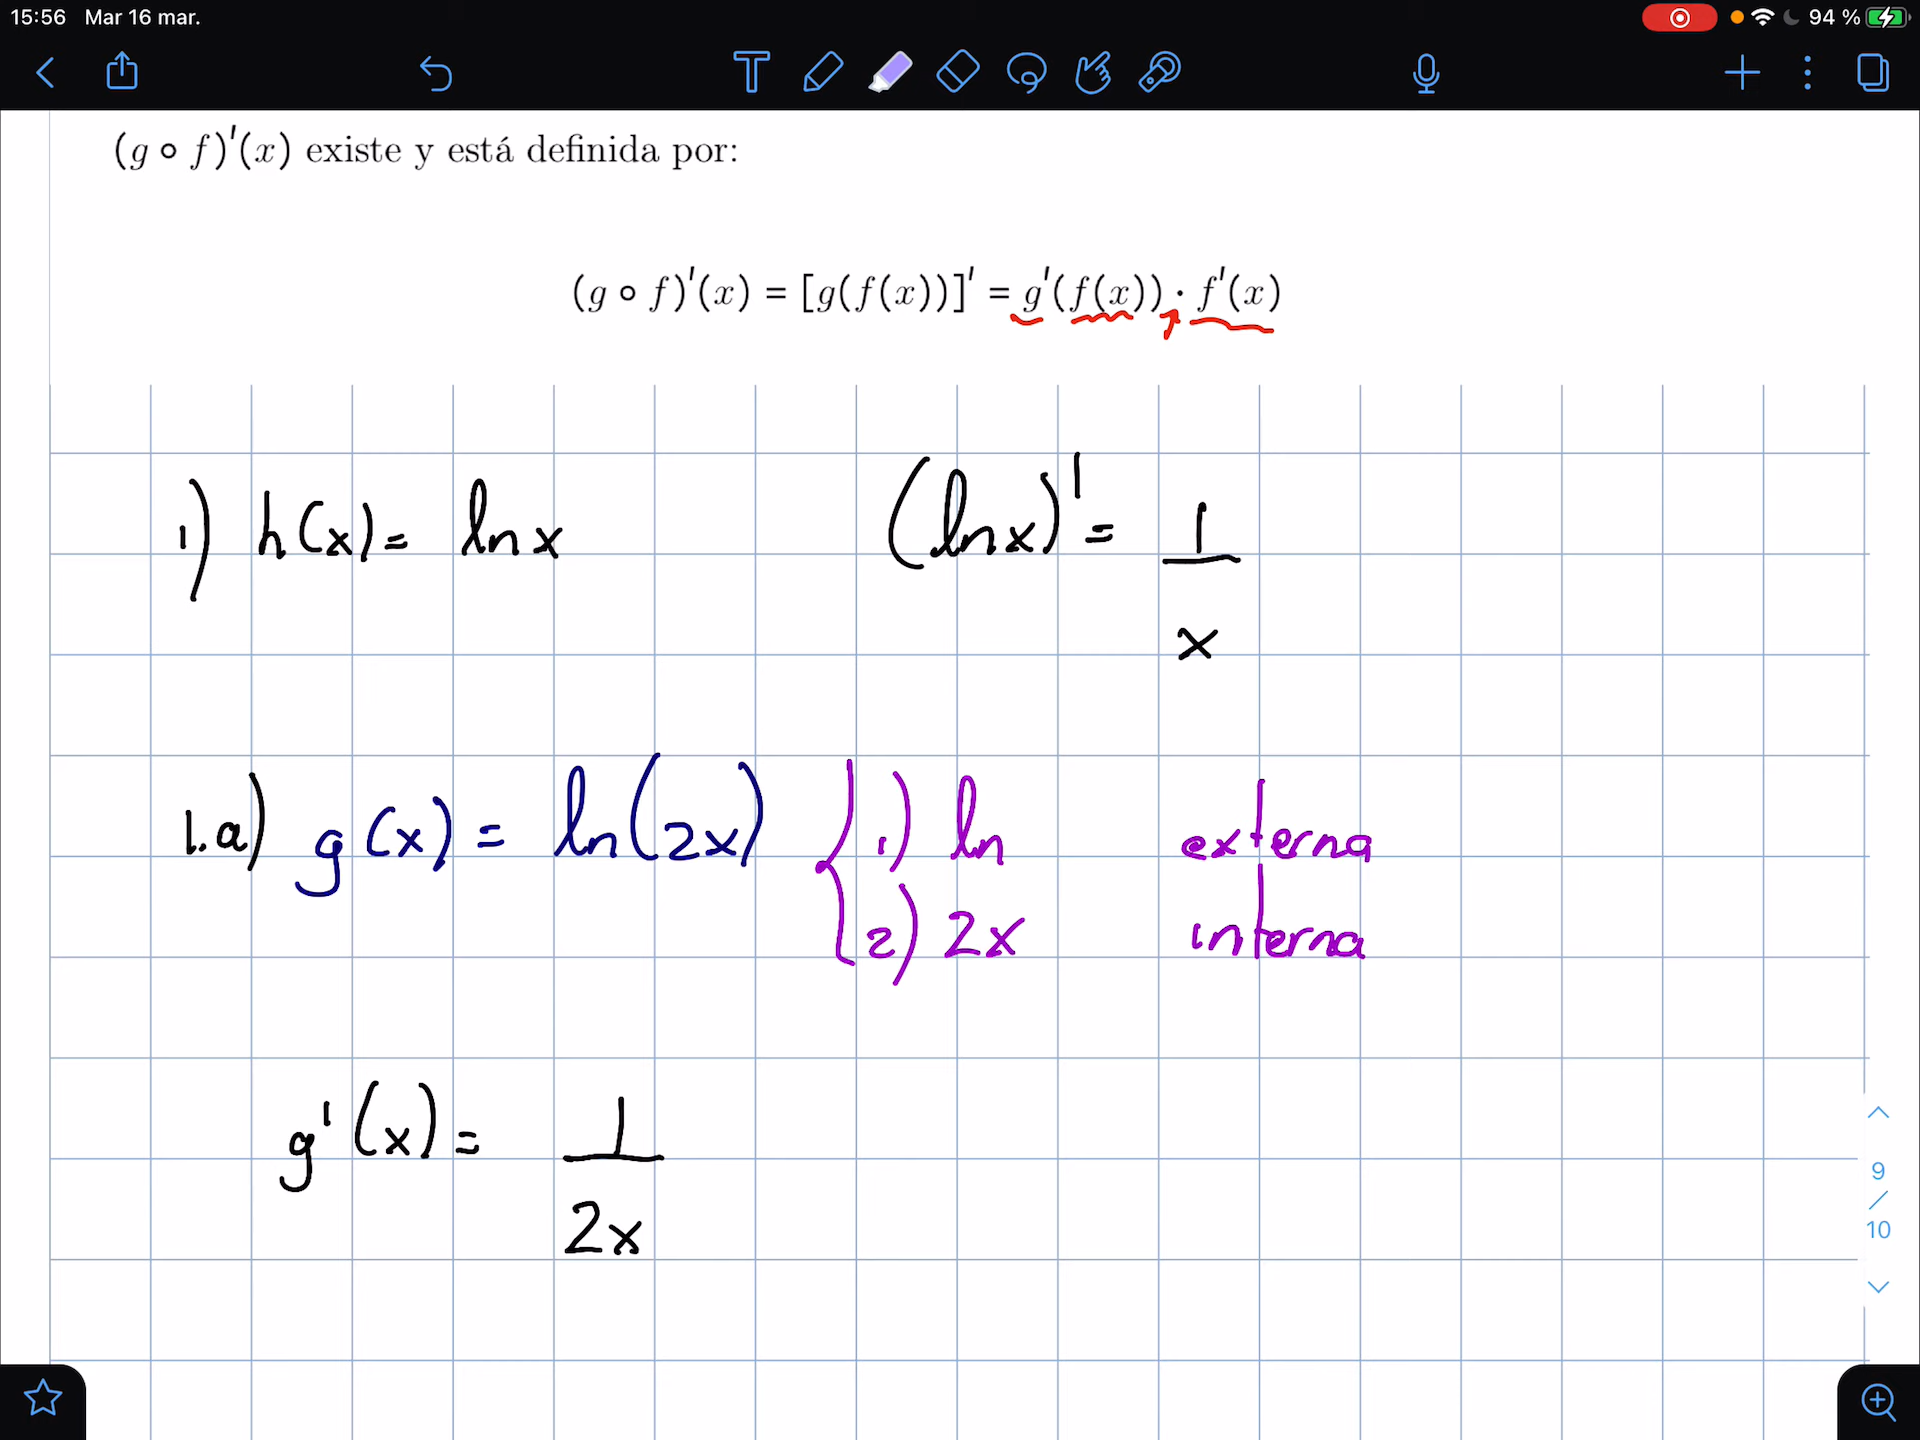 15:56 Mar 16 mar. 94 %
T
(g ∘ f)'(x) existe y está definida por:
(g ∘ f)'(x) = [g(f(x))]' = g'(f(x)) · f'(x)
1) h(x) = ln x (ln x)' = 1/x
1.a) g(x) = ln(2x) { 1) ln externa
2) 2x interna
g'(x) = 1/2x
9
/
10